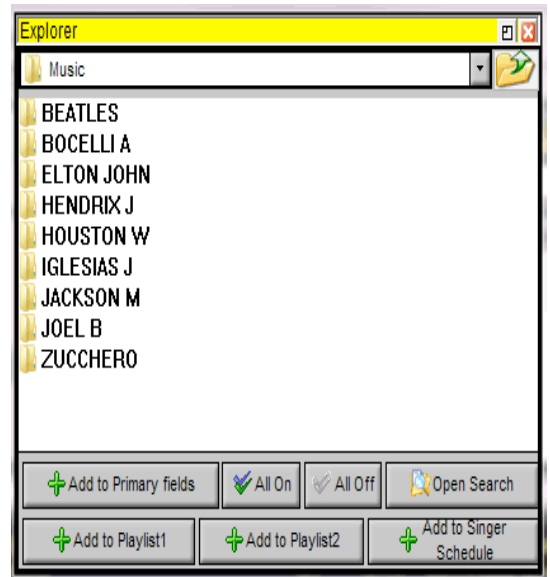 Explorer
Music
BEATLES
BOCELLI A
ELTON JOHN
HENDRIX J
HOUSTON W
IGLESIAS J
JACKSON M
JOEL B
ZUCCHERO
Add to Primary fields All On All Off Open Search
Add to Playlist1 Add to Playlist2 Add to Singer
Schedule